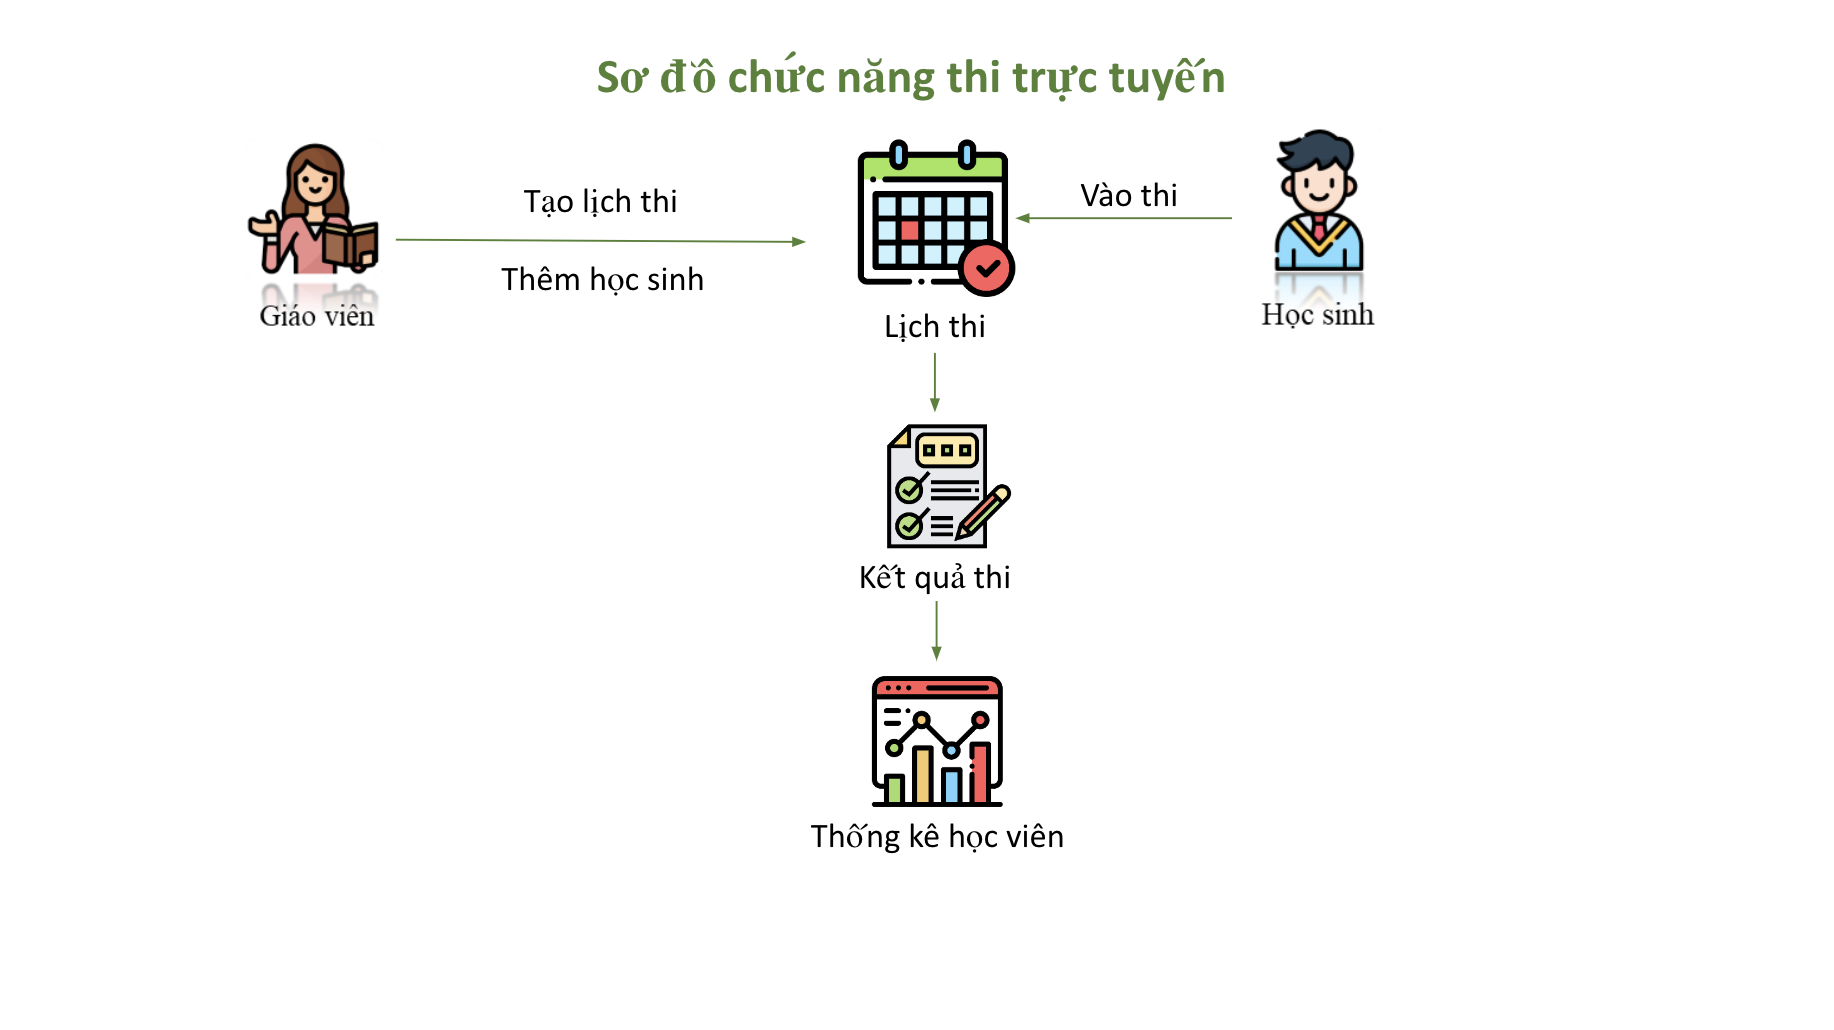 Sơ đồ chức năng thi trực tuyến
Tạo lịch thi
Thêm học sinh
Vào thi
Giáo viên
Lịch thi
Học sinh
Kết quả thi
Thống kê học viên